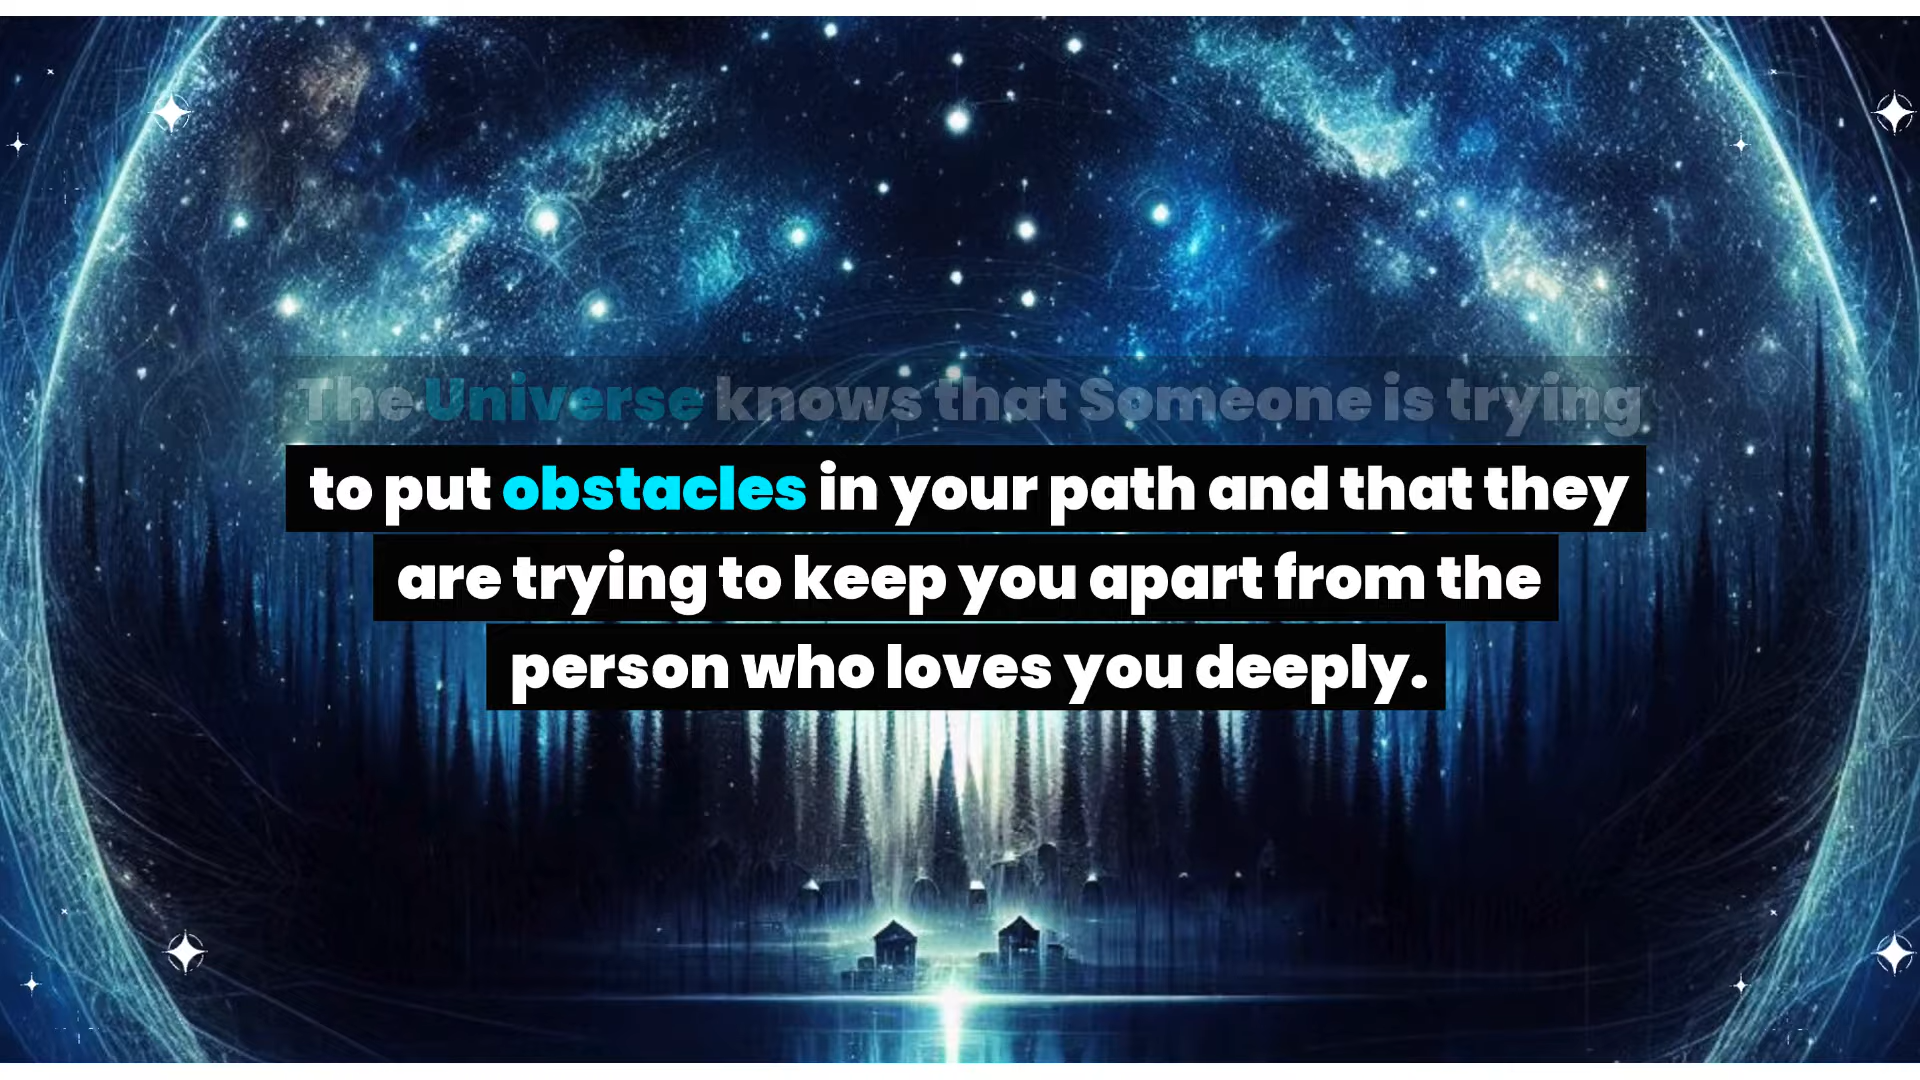 The Universe knows that Someone is trying
to put obstacles in your path and that they
are trying to keep you apart from the
person who loves you deeply.